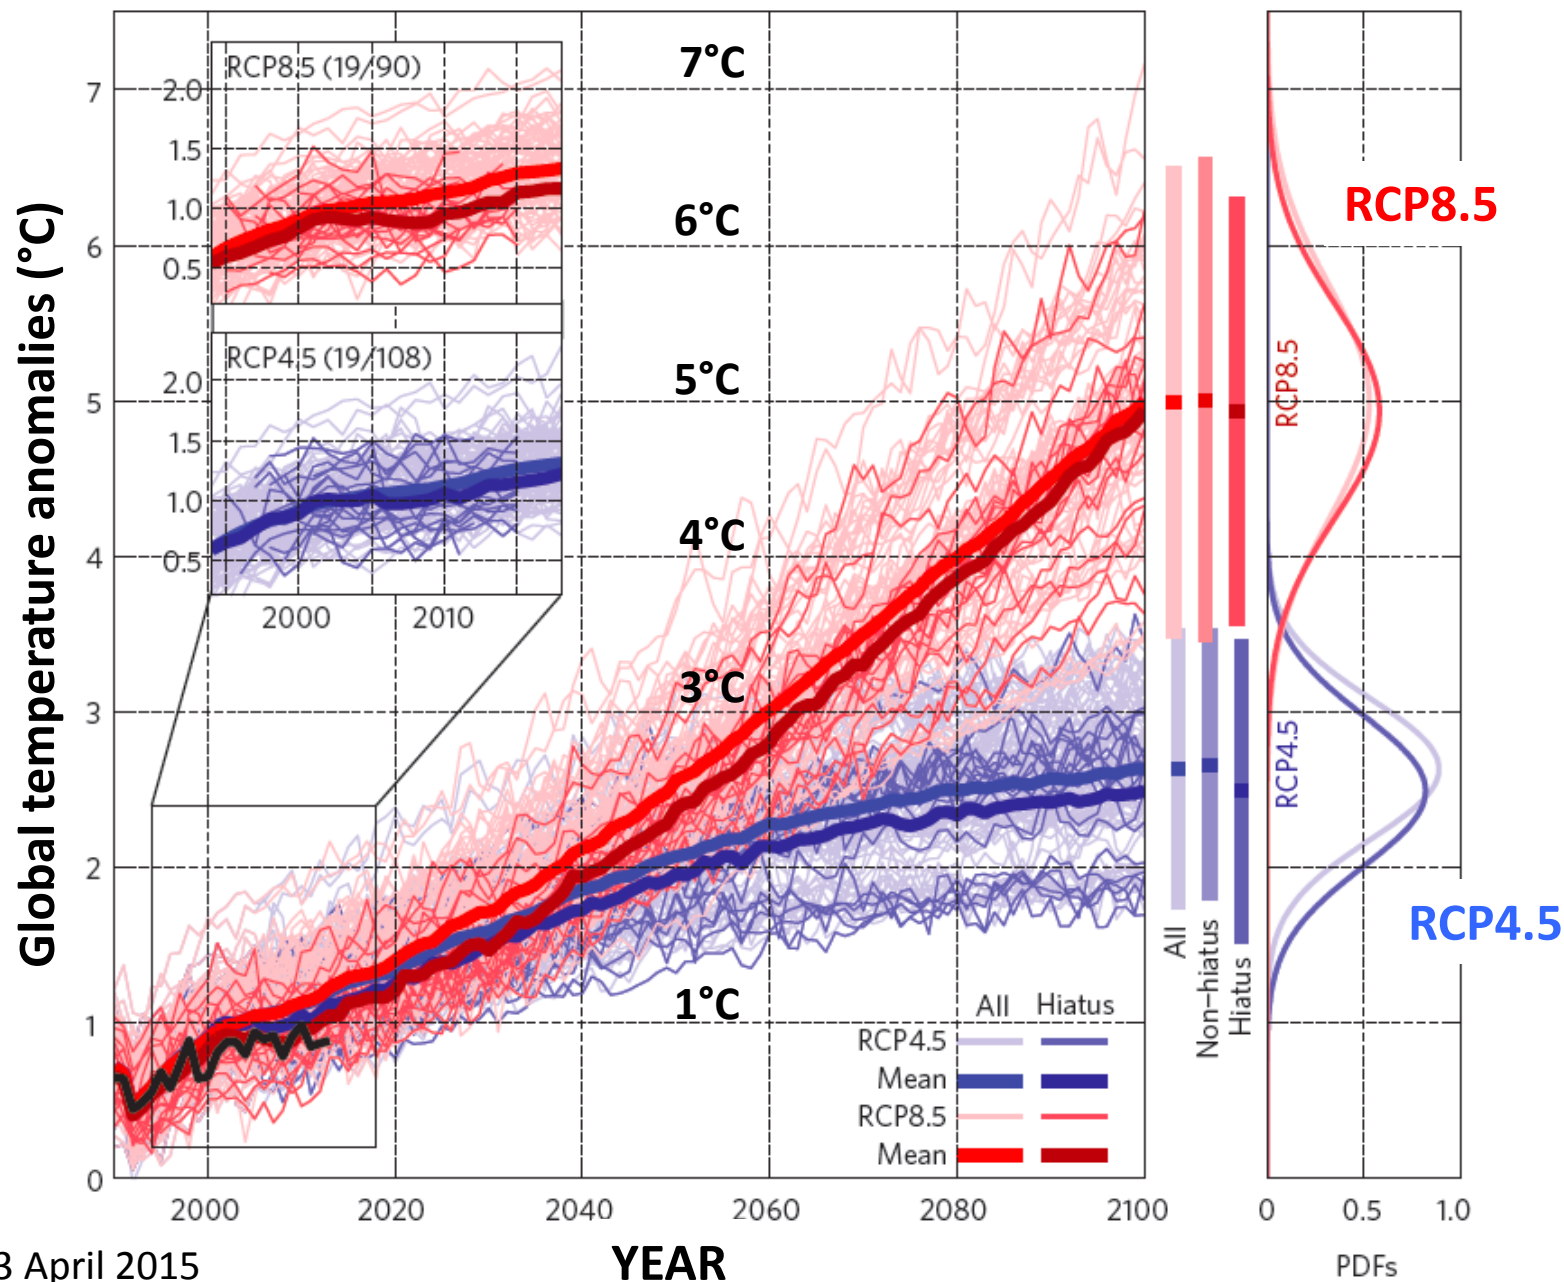 Global temperature anomalies (°C)
7
6
5
4
3
2
1
0
RCP8.5 (19/90)
2.0
1.5
1.0
0.5
RCP4.5 (19/108)
2.0
1.5
1.0
0.5
2000 2010
7°C
6°C
5°C
4°C
3°C
1°C
All Hiatus
RCP4.5
Mean
RCP8.5
Mean
2000 2020 2040 2060 2080 2100
YEAR
All
Non-hiatus
Hiatus
RCP8.5
RCP8.5
RCP4.5
RCP4.5
0 0.5 1.0
PDFs
3 April 2015